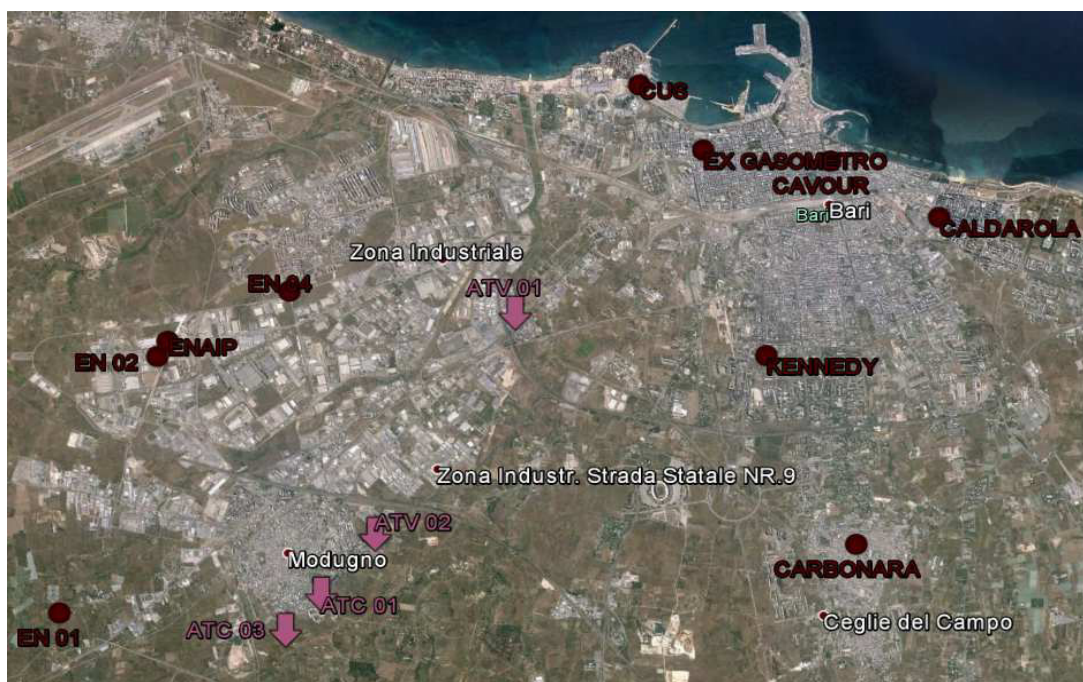 CUS
EX GASOMETRO
CAVOUR
Bari
Bari
CALDAROLA
Zona Industriale
EN 04
ATV 01
ENAIP
EN 02
KENNEDY
Zona Industr. Strada Statale NR.9
ATV 02
Modugno
CARBONARA
ATC 01
EN 01
ATC 03
Ceglie del Campo